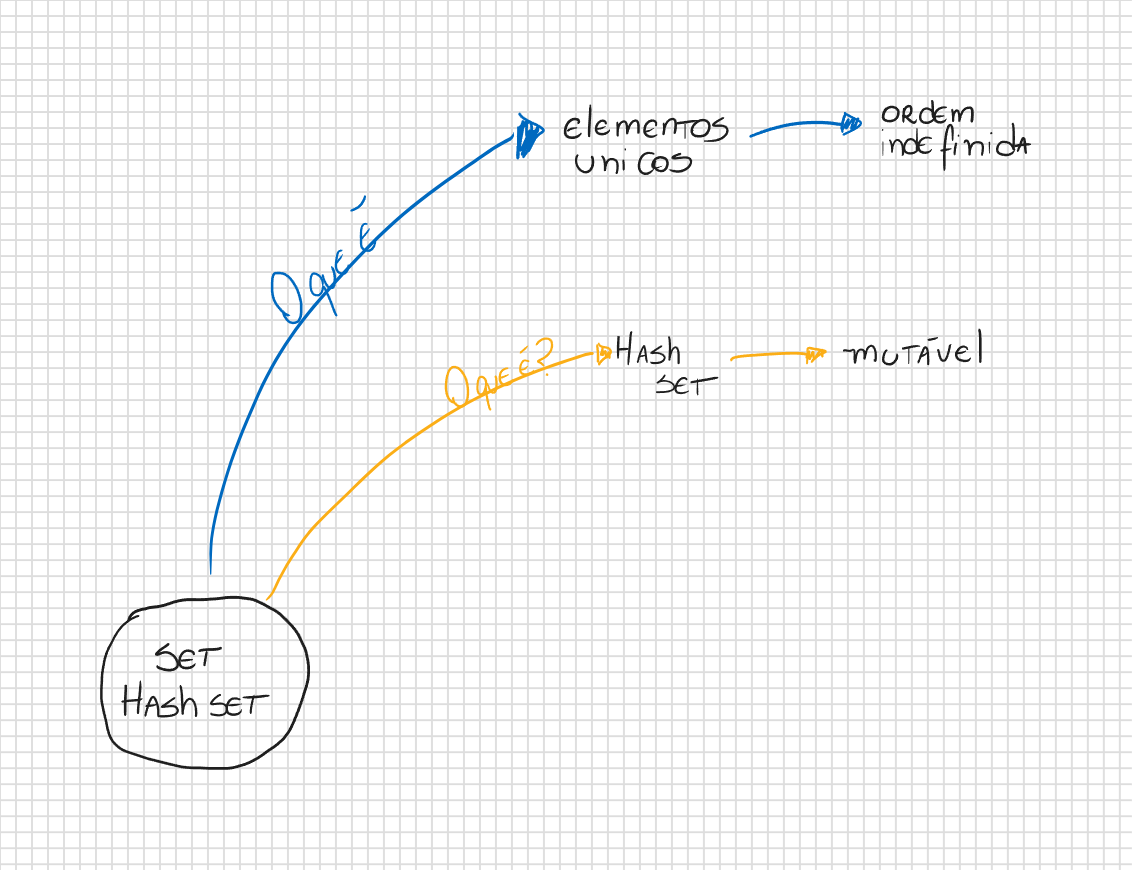 elementos
unicos
ordem
indefinida
O que é
O que é?
Hash
Set
mutável
Set
Hash set